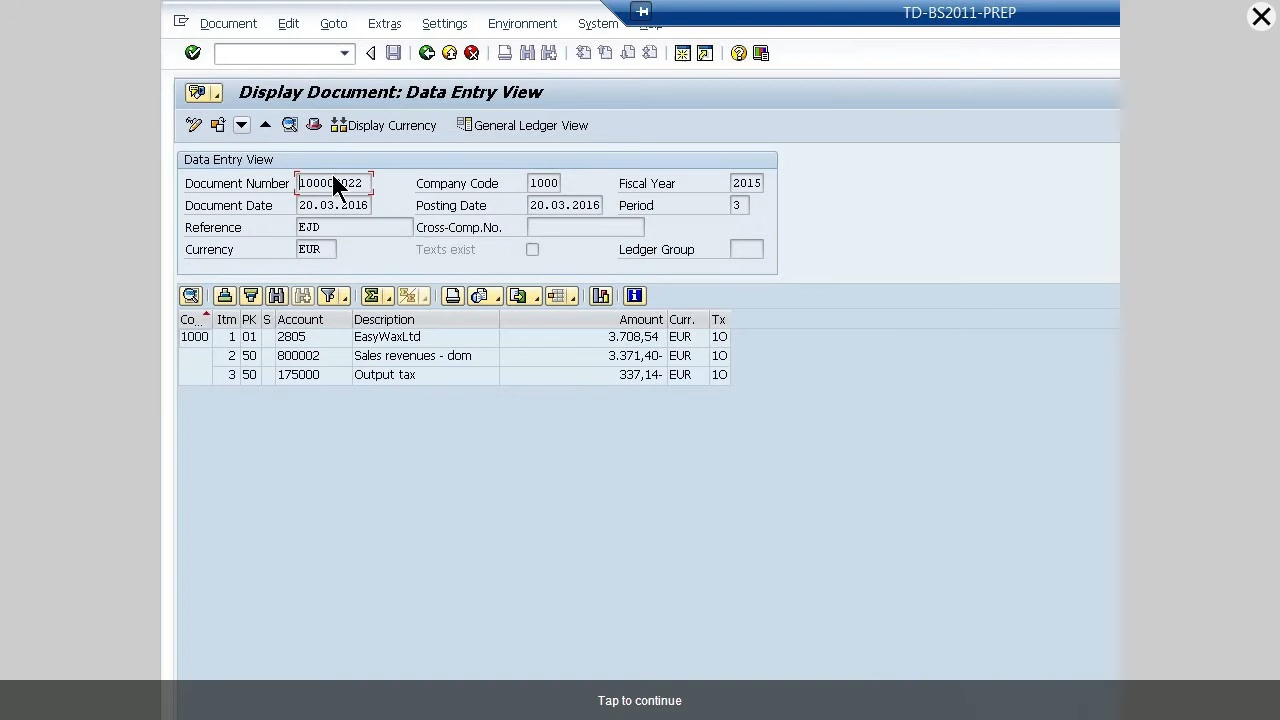 TD-BS2011-PREP
Document Edit Goto Extras Settings Environment System
Display Document: Data Entry View
Display Currency General Ledger View
Data Entry View
Document Number Company Code 1000 Fiscal Year 2015
Document Date 20.03.2016 Posting Date 20.03.2016 Period 3
Reference EJD Cross-Comp.No.
Currency EUR Texts exist Ledger Group
Co.. Itm PK S Account Description Amount Curr. Tx
1000 1 01 2805 EasyWaxLtd 3.708,54 EUR 1O
2 50 800002 Sales revenues - dom 3.371,40- EUR 1O
3 50 175000 Output tax 337,14- EUR 1O
Tap to continue